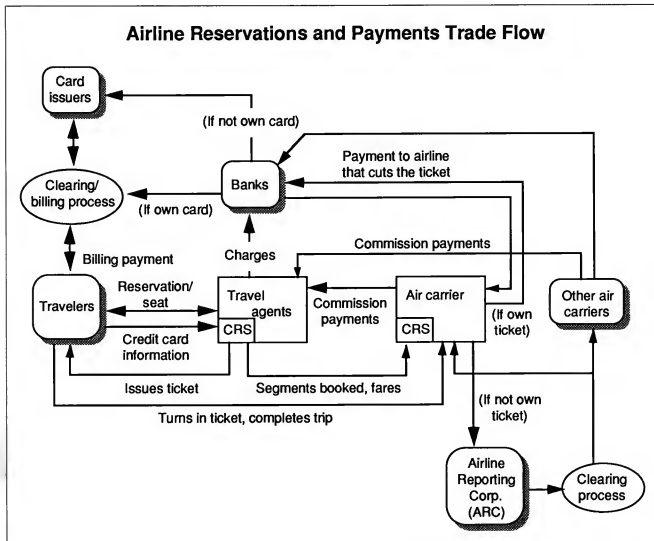 Airline Reservations and Payments Trade Flow
Card
issuers
(If not own card)
Clearing/
billing process
(If own card)
Banks
Payment to airline
that cuts the ticket
Billing payment
Charges
Commission payments
Travelers
Reservation/
seat
Credit card
information
Travel
agents
CRS
Commission
payments
Air carrier
CRS
(If own
ticket)
Other air
carriers
Issues ticket
Segments booked, fares
Turns in ticket, completes trip
(If not own
ticket)
Airline
Reporting
Corp.
(ARC)
Clearing
process